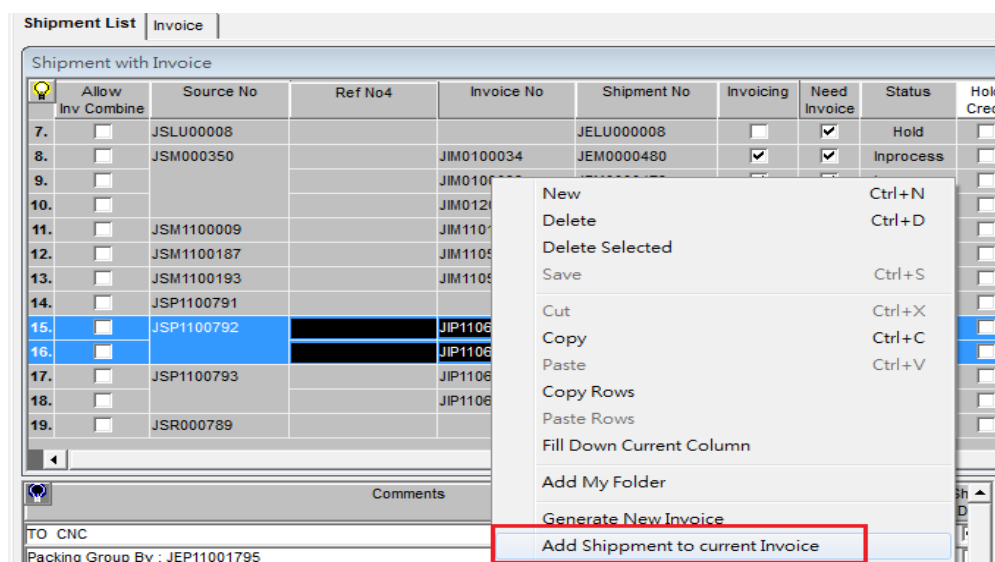 Shipment List Invoice
Shipment with Invoice
Allow Inv Combine Source No Ref No4 Invoice No Shipment No Invoicing Need Invoice Status
7. JSLU00008 JELU000008 Hold
8. JSM000350 JIM0100034 JEM0000480 Inprocess
9.
10.
11. JSM1100009
12. JSM1100187
13. JSM1100193
14. JSP1100791
15. JSP1100792
16.
17. JSP1100793
18.
19. JSR000789
New Ctrl+N
Delete Ctrl+D
Delete Selected
Save Ctrl+S
Cut Ctrl+X
Copy Ctrl+C
Paste Ctrl+V
Copy Rows
Paste Rows
Fill Down Current Column
Add My Folder
Generate New Invoice
Add Shippment to current Invoice
Comments
TO CNC
Packing Group By : JEP11001795